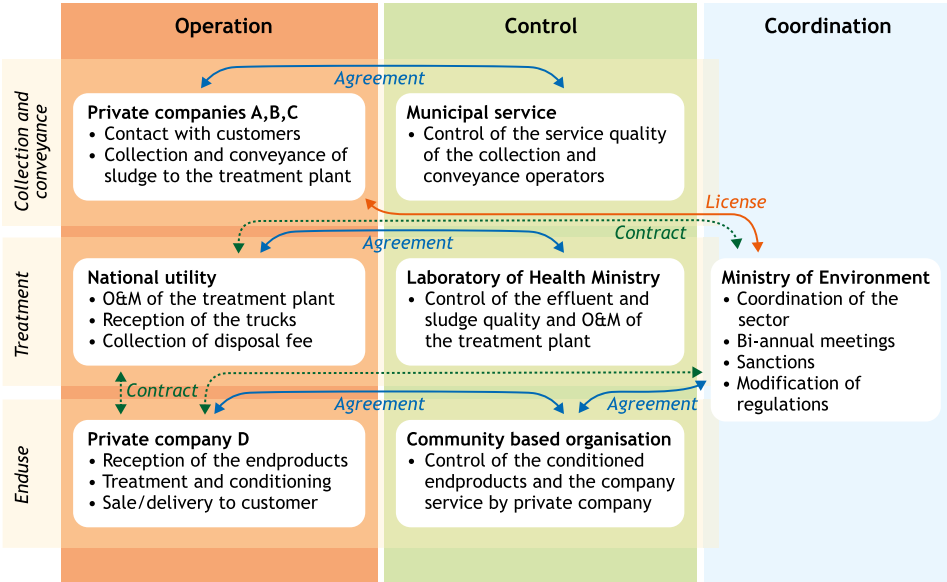 Operation
Control
Coordination
Collection and
conveyance
Agreement
Private companies A,B,C
• Contact with customers
• Collection and conveyance of
sludge to the treatment plant
Municipal service
• Control of the service quality
of the collection and
conveyance operators
License
Contract
Agreement
Treatment
National utility
• O&M of the treatment plant
• Reception of the trucks
• Collection of disposal fee
Laboratory of Health Ministry
• Control of the effluent and
sludge quality and O&M of
the treatment plant
Ministry of Environment
• Coordination of the
sector
• Bi-annual meetings
• Sanctions
• Modification of
regulations
Contract
Agreement
Agreement
Enduse
Private company D
• Reception of the endproducts
• Treatment and conditioning
• Sale/delivery to customer
Community based organisation
• Control of the conditioned
endproducts and the company
service by private company